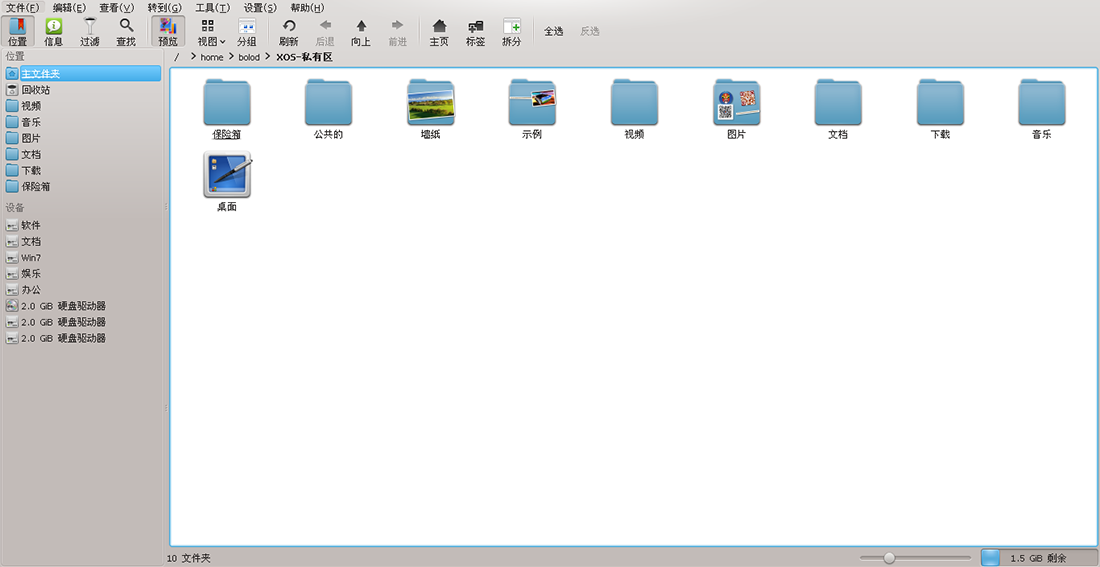 文件(F) 编辑(E) 查看(V) 转到(G) 工具(T) 设置(S) 帮助(H)
位置 信息 过滤 查找 预览 视图 分组 刷新 后退 向上 前进 主页 标签 拆分 全选 反选
位置
/ > home > bolod > XOS-私有区
主文件夹
回收站
视频
音乐
图片
文档
下载
保险箱
设备
软件
文档
Win7
娱乐
办公
2.0 GiB 硬盘驱动器
2.0 GiB 硬盘驱动器
2.0 GiB 硬盘驱动器
保险箱 公共的 墙纸 示例 视频 图片 文档 下载 音乐
桌面
10 文件夹
1.5 GiB 剩余